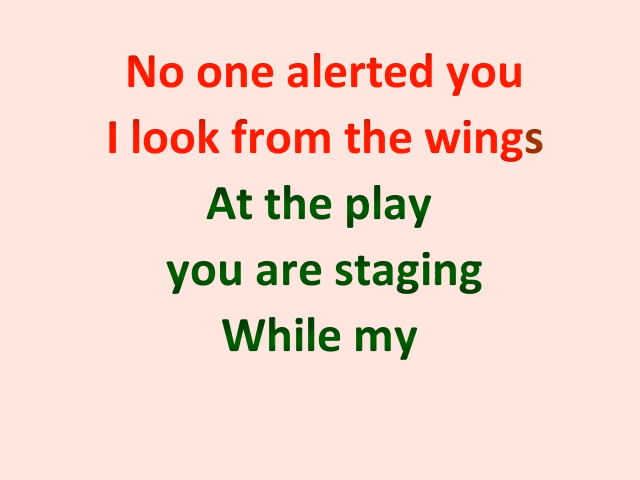 No one alerted you
I look from the wings
At the play
you are staging
While my